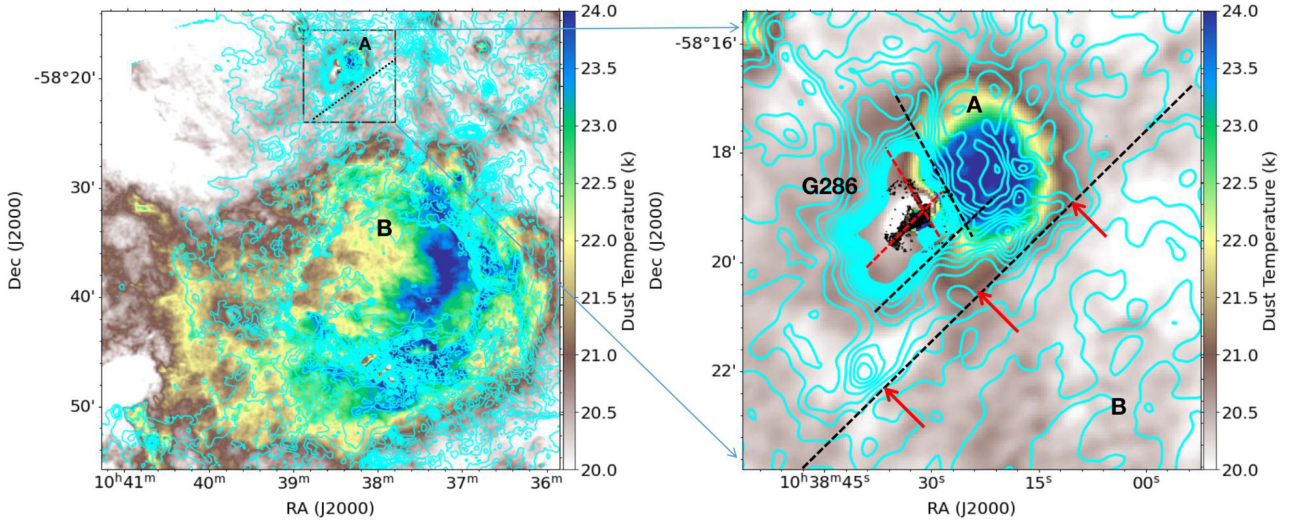 A
B
-58°20'
30'
40'
50'
Dec (J2000)
10ʰ41ᵐ
40ᵐ
39ᵐ
38ᵐ
37ᵐ
36ᵐ
RA (J2000)
24.0
23.5
23.0
22.5
22.0
21.5
21.0
20.5
20.0
Dust Temperature (k)
A
G286
B
-58°16'
18'
20'
22'
Dec (J2000)
10ʰ38ᵐ45ˢ
30ˢ
15ˢ
00ˢ
RA (J2000)
24.0
23.5
23.0
22.5
22.0
21.5
21.0
20.5
20.0
Dust Temperature (k)